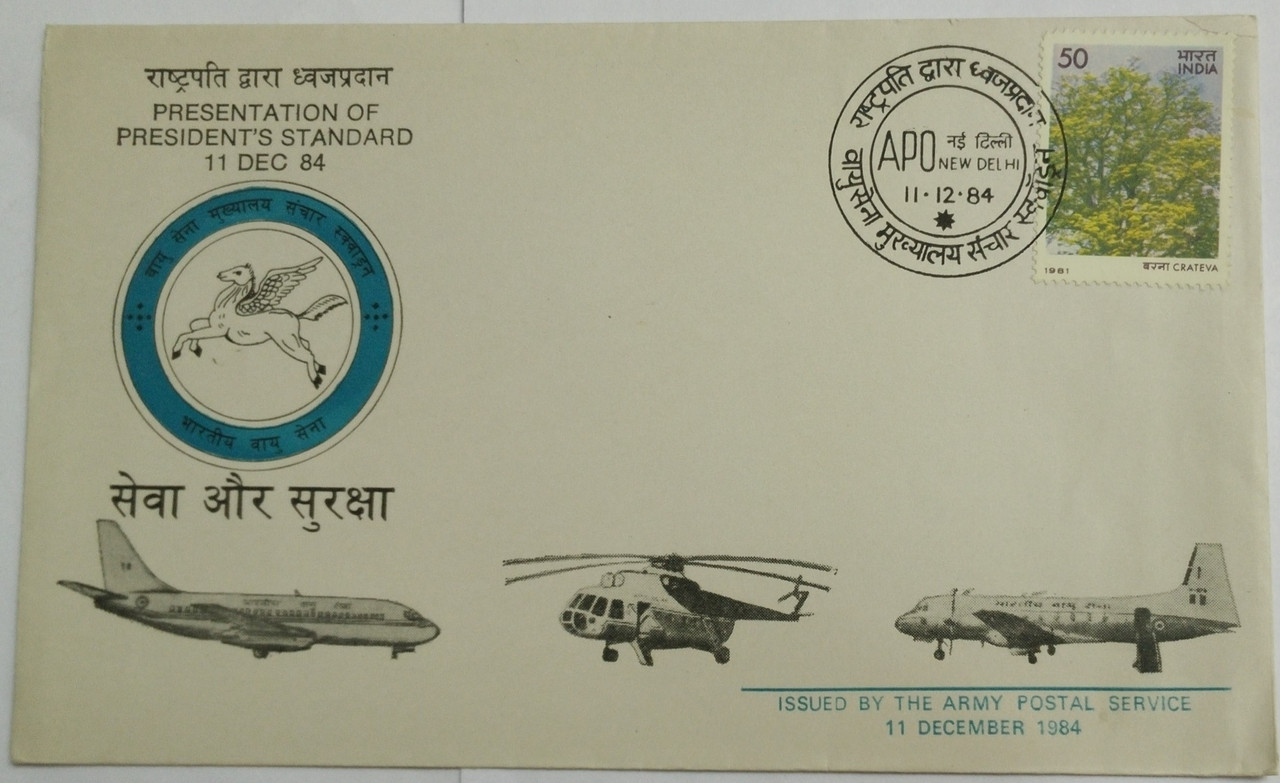 राष्ट्रपति द्वारा ध्वजप्रदान
PRESENTATION OF
PRESIDENT'S STANDARD
11 DEC 84
वायु सेना मुख्यालय संचार स्क्वाड्रन
भारतीय वायु सेना
सेवा और सुरक्षा
राष्ट्रपति द्वारा ध्वजप्रदान
APO नई दिल्ली
NEW DELHI
11·12·84
वायु सेना मुख्यालय संचार स्क्वाड्रन
50 भारत
INDIA
1981 बरना CRATEVA
भारतीय वायु सेना
ISSUED BY THE ARMY POSTAL SERVICE
11 DECEMBER 1984